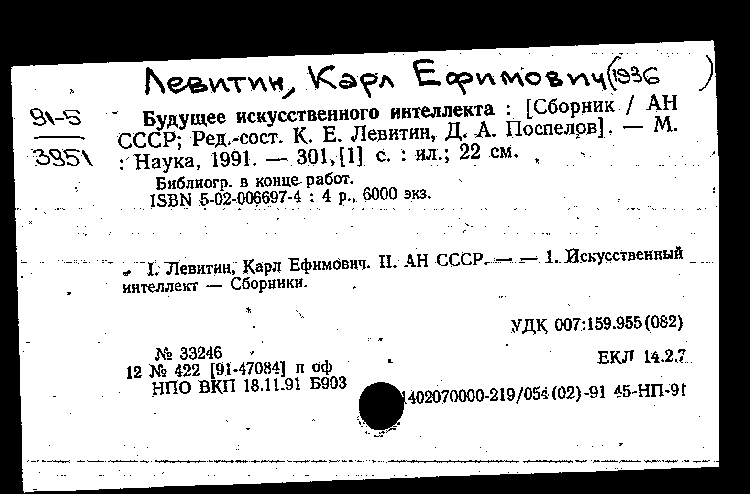 Левитин, Карл Ефимович (1936 )
91-5
3951
Будущее искусственного интеллекта : [Сборник / АН
СССР; Ред.-сост. К. Е. Левитин, Д. А. Поспелов]. — М.
: Наука, 1991. — 301,[1] с. : ил.; 22 см.
Библиогр. в конце работ.
ISBN 5-02-006697-4 : 4 р., 6000 экз.
I. Левитин, Карл Ефимович. II. АН СССР. — — 1. Искусственный
интеллект — Сборники.
УДК 007:159.955(082)
№ 33246
ЕКЛ 14.2.7
12 № 422 [91-47084] п оф
НПО ВКП 18.11.91 Б903
1402070000-219/054(02)-91 45-НП-91